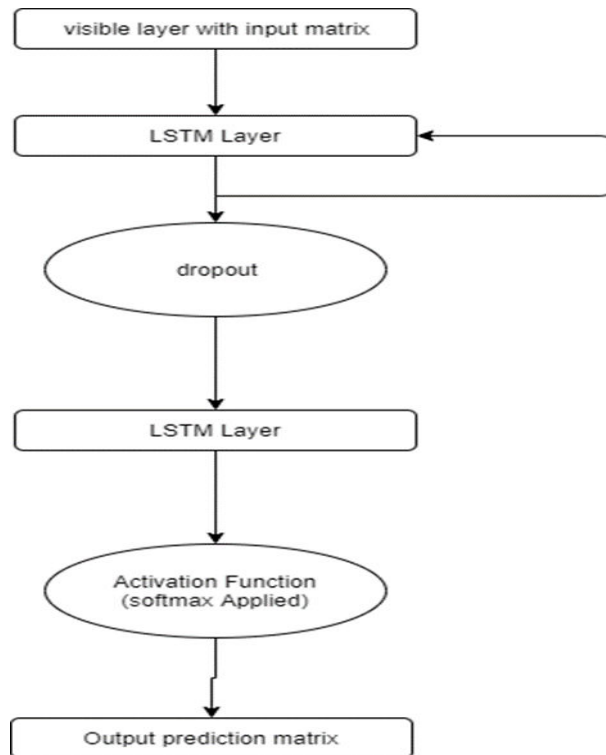 visible layer with input matrix
LSTM Layer
dropout
LSTM Layer
Activation Function
(softmax Applied)
Output prediction matrix